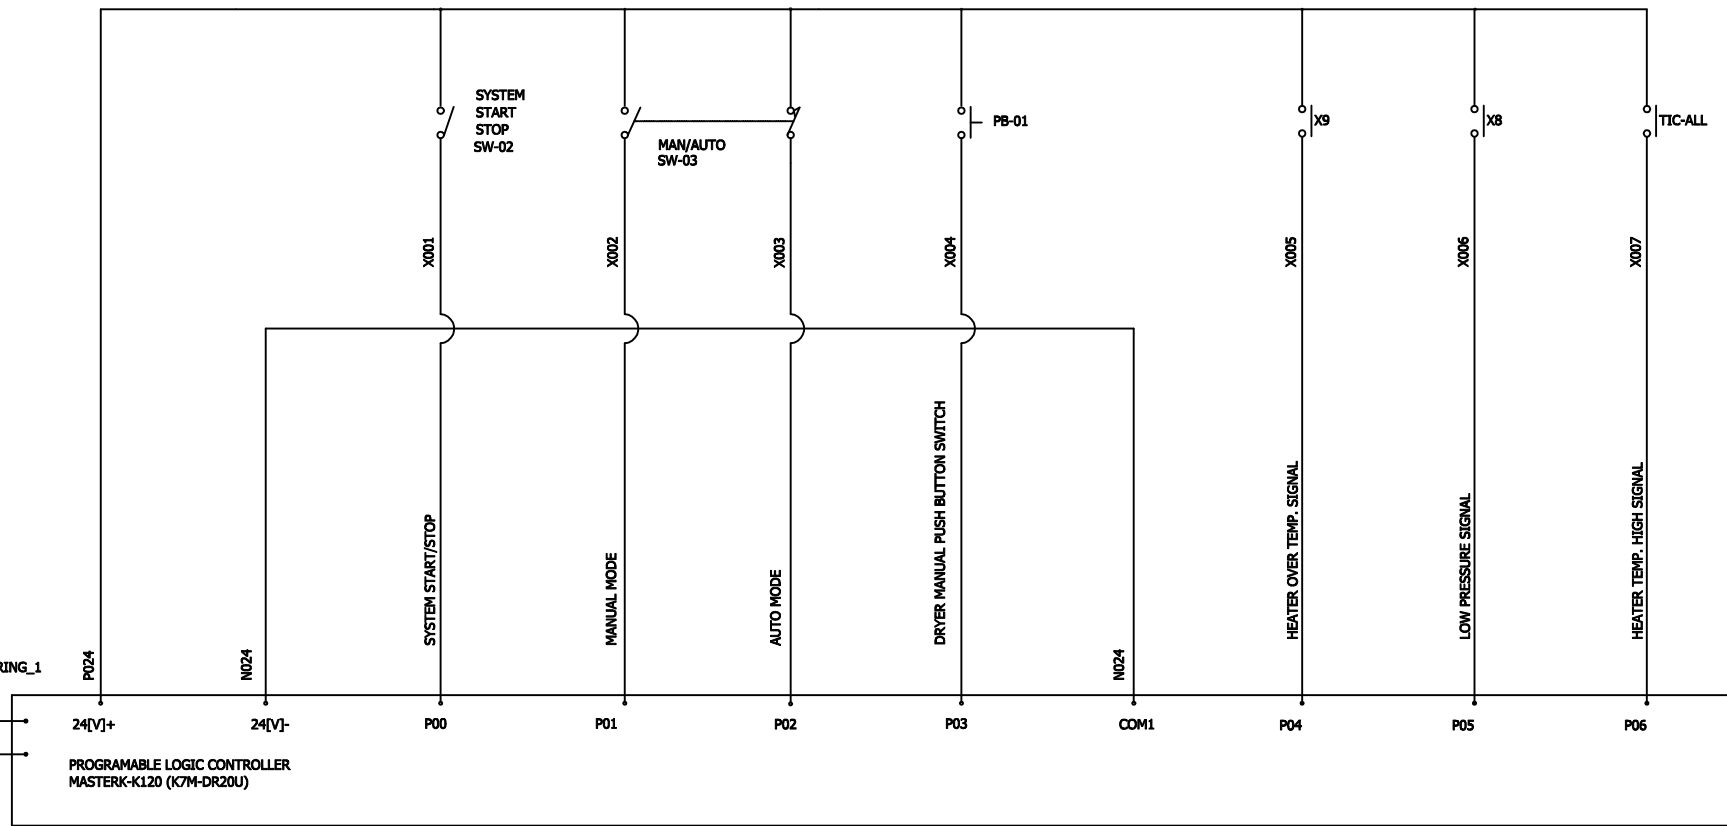 SYSTEM
START
STOP
SW-02
MAN/AUTO
SW-03
PB-01
X9
X8
TIC-ALL
X001
X002
X003
X004
X005
X006
X007
RING_1
P024
N024
SYSTEM START/STOP
MANUAL MODE
AUTO MODE
DRYER MANUAL PUSH BUTTON SWITCH
N024
HEATER OVER TEMP. SIGNAL
LOW PRESSURE SIGNAL
HEATER TEMP. HIGH SIGNAL
24[V]+
24[V]-
P00
P01
P02
P03
COM1
P04
P05
P06
PROGRAMABLE LOGIC CONTROLLER
MASTERK-K120 (K7M-DR20U)